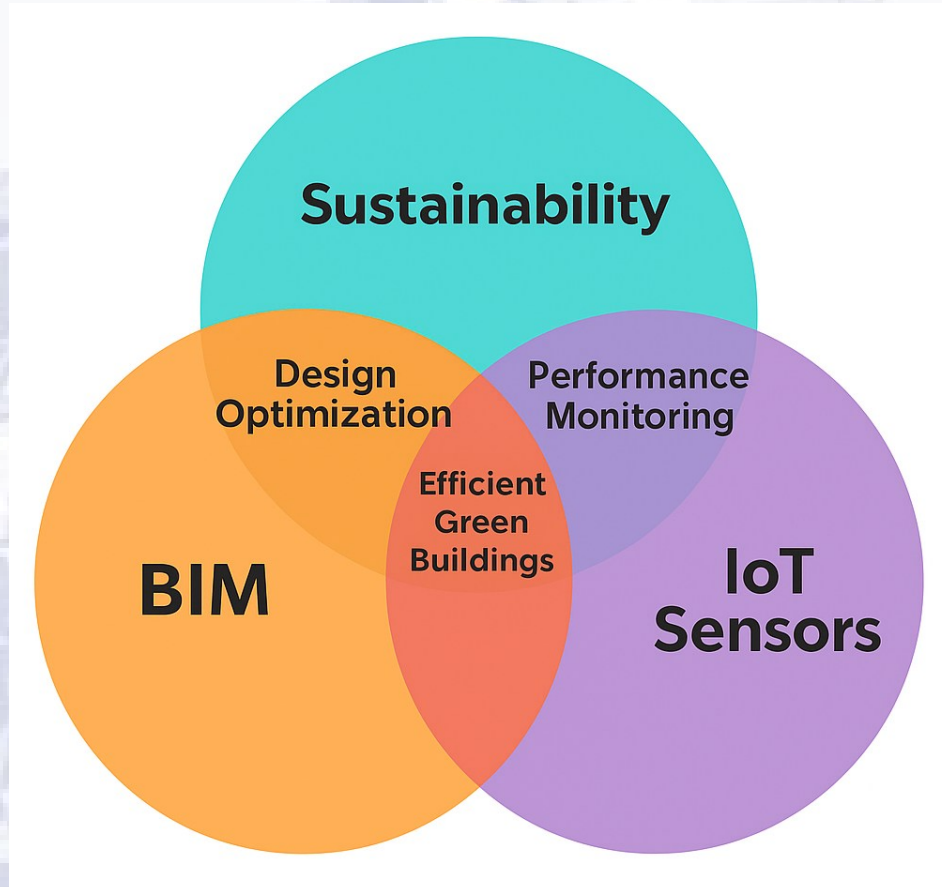 Sustainability
Design
Optimization
Performance
Monitoring
Efficient
Green
Buildings
BIM
IoT
Sensors